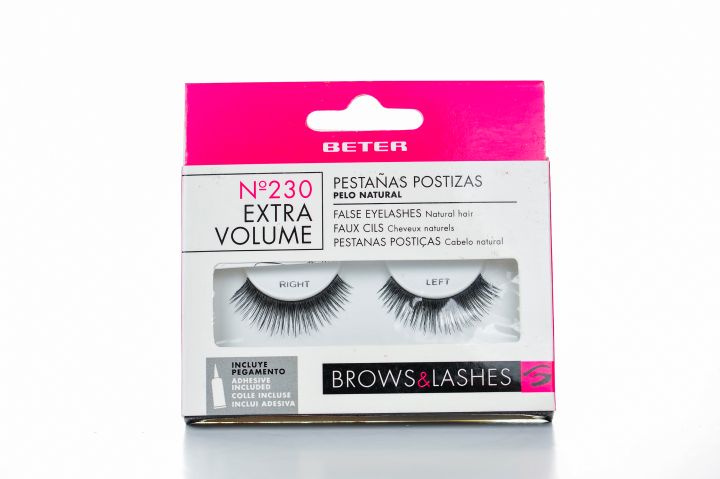 BETER
Nº230
EXTRA
VOLUME
PESTAÑAS POSTIZAS
PELO NATURAL
FALSE EYELASHES Natural hair
FAUX CILS Cheveux naturels
PESTANAS POSTIÇAS Cabelo natural
RIGHT
LEFT
INCLUYE
PEGAMENTO
ADHESIVE
INCLUDED
COLLE INCLUSE
INCLUI ADESIVA
BROWS&LASHES